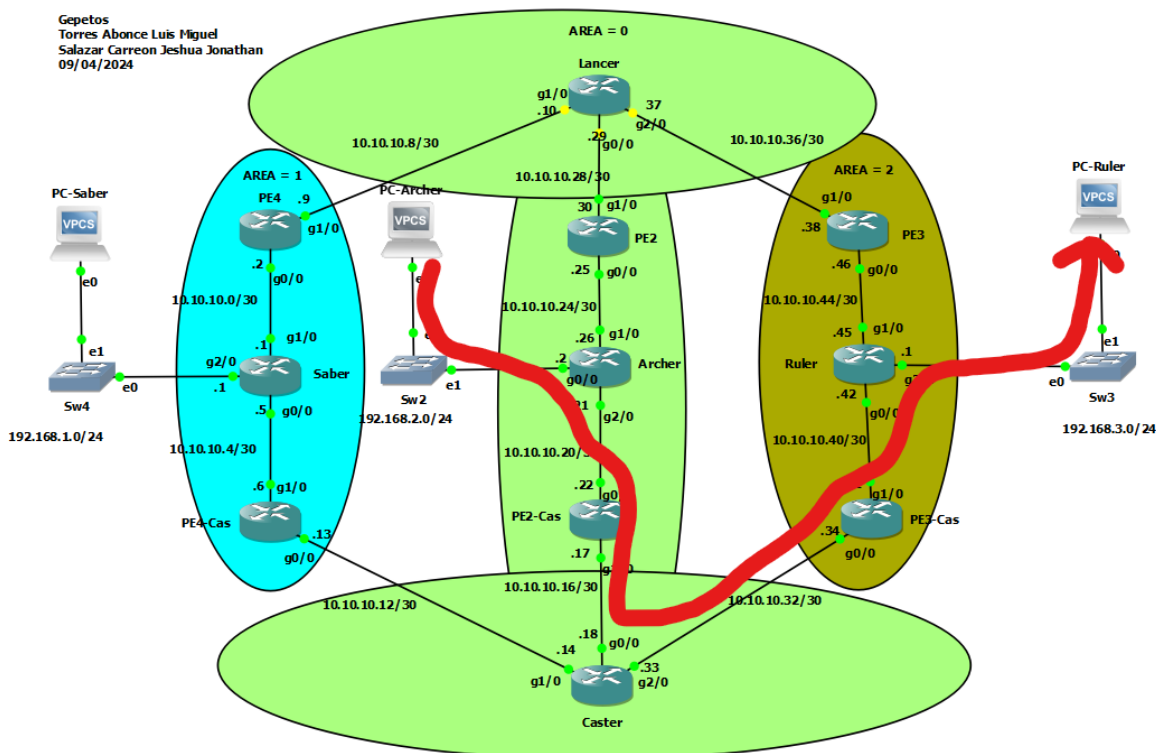 Gepetos
Torres Abonce Luis Miguel
Salazar Carreon Jeshua Jonathan
09/04/2024
AREA = 0
Lancer
g1/0
.10
.37
g2/0
.29
g0/0
10.10.10.8/30
10.10.10.36/30
10.10.10.28/30
AREA = 1
PE4
.9
g1/0
.2
g0/0
10.10.10.0/30
.1
g1/0
g2/0
.1
Saber
.5
g0/0
10.10.10.4/30
.6
g1/0
PE4-Cas
.13
g0/0
PC-Saber
VPCS
e0
e1
e0
Sw4
192.168.1.0/24
PC-Archer
VPCS
e1
Sw2
192.168.2.0/24
30
g1/0
PE2
.25
g0/0
10.10.10.24/30
.26
g1/0
.2
g0/0
Archer
g2/0
.22
PE2-Cas
.17
10.10.10.16/30
.18
g0/0
AREA = 2
g1/0
.38
PE3
.46
g0/0
10.10.10.44/30
.45
g1/0
Ruler
.1
.42
g0/0
10.10.10.40/30
g1/0
PE3-Cas
.34
g0/0
PC-Ruler
VPCS
e1
e0
Sw3
192.168.3.0/24
10.10.10.12/30
10.10.10.32/30
.14
g1/0
.33
g2/0
Caster